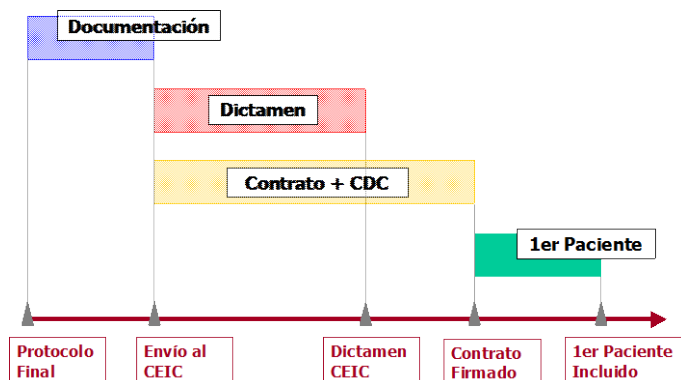 Documentación
Dictamen
Contrato + CDC
1er Paciente
Protocolo
Final
Envío al
CEIC
Dictamen
CEIC
Contrato
Firmado
1er Paciente
Incluido